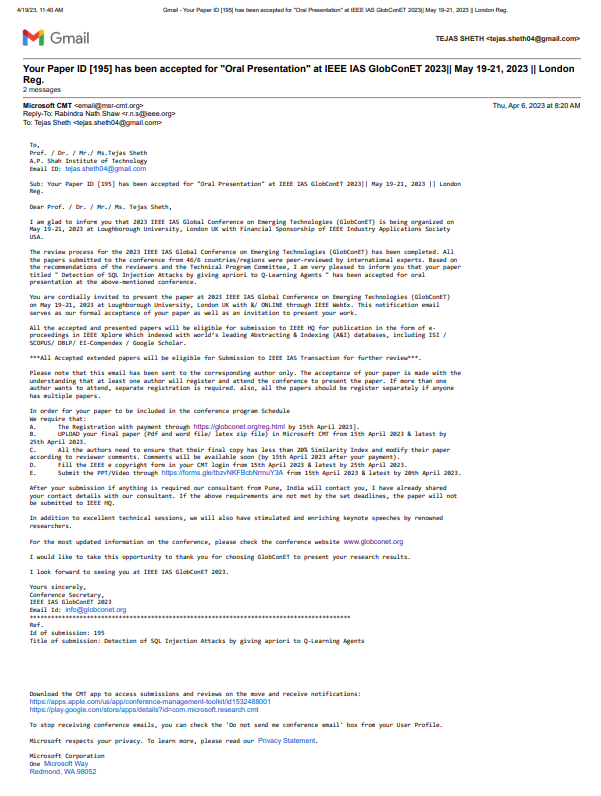 4/19/23, 11:40 AM
Gmail - Your Paper ID [195] has been accepted for "Oral Presentation" at IEEE IAS GlobConET 2023|| May 19-21, 2023 || London Reg.
Gmail
TEJAS SHETH <tejas.sheth04@gmail.com>
Your Paper ID [195] has been accepted for "Oral Presentation" at IEEE IAS GlobConET 2023|| May 19-21, 2023 || London
Reg.
2 messages
Microsoft CMT <email@msr-cmt.org>
Thu, Apr 6, 2023 at 8:20 AM
Reply-To: Rabindra Nath Shaw <r.n.s@ieee.org>
To: Tejas Sheth <tejas.sheth04@gmail.com>
To,
Prof. / Dr. / Mr./ Ms.Tejas Sheth
A.P. Shah Institute of Technology
Email ID: tejas.sheth04@gmail.com
Sub: Your Paper ID [195] has been accepted for "Oral Presentation" at IEEE IAS GlobConET 2023|| May 19-21, 2023 || London
Reg.
Dear Prof. / Dr. / Mr./ Ms. Tejas Sheth,
I am glad to inform you that 2023 IEEE IAS Global Conference on Emerging Technologies (GlobConET) is being organized on
May 19-21, 2023 at Loughborough University, London UK with Financial Sponsorship of IEEE Industry Applications Society
USA.
The review process for the 2023 IEEE IAS Global Conference on Emerging Technologies (GlobConET) has been completed. All
the papers submitted to the conference from 46/6 countries/regions were peer-reviewed by international experts. Based on
the recommendations of the reviewers and the Technical Program Committee, I am very pleased to inform you that your paper
titled " Detection of SQL Injection Attacks by giving apriori to Q-Learning Agents " has been accepted for oral
presentation at the above-mentioned conference.
You are cordially invited to present the paper at 2023 IEEE IAS Global Conference on Emerging Technologies (GlobConET)
on May 19-21, 2023 at Loughborough University, London UK with &/ ONLINE through IEEE WebEx. This notification email
serves as our formal acceptance of your paper as well as an invitation to present your work.
All the accepted and presented papers will be eligible for submission to IEEE HQ for publication in the form of e-
proceedings in IEEE Xplore Which indexed with world's leading Abstracting & Indexing (A&I) databases, including ISI /
SCOPUS/ DBLP/ EI-Compendex / Google Scholar.
***All Accepted extended papers will be eligible for Submission to IEEE IAS Transaction for further review***.
Please note that this email has been sent to the corresponding author only. The acceptance of your paper is made with the
understanding that at least one author will register and attend the conference to present the paper. If more than one
author wants to attend, separate registration is required. also, all the papers should be register separately if anyone
has multiple papers.
In order for your paper to be included in the conference program Schedule
We require that:
A. The Registration with payment through https://globconet.org/reg.html by 15th April 2023].
B. UPLOAD your final paper (Pdf and word file/ latex zip file) in Microsoft CMT from 15th April 2023 & latest by
25th April 2023.
C. All the authors need to ensure that their final copy has less than 20% Similarity Index and modify their paper
according to reviewer comments. Comments will be available soon (by 15th April 2023 after your payment).
D. Fill the IEEE e copyright form in your CMT login from 15th April 2023 & latest by 25th April 2023.
E. Submit the PPT/Video through https://forms.gle/tbzvNKFBcbNrmuY3A from 15th April 2023 & latest by 20th April 2023.
After your submission if anything is required our consultant from Pune, India will contact you, I have already shared
your contact details with our consultant. If the above requirements are not met by the set deadlines, the paper will not
be submitted to IEEE HQ.
In addition to excellent technical sessions, we will also have stimulated and enriching keynote speeches by renowned
researchers.
For the most updated information on the conference, please check the conference website www.globconet.org
I would like to take this opportunity to thank you for choosing GlobConET to present your research results.
I look forward to seeing you at IEEE IAS GlobConET 2023.
Yours sincerely,
Conference Secretary,
IEEE IAS GlobConET 2023
Email Id: info@globconet.org
****************************************************************************************
Ref.
Id of submission: 195
Title of submission: Detection of SQL Injection Attacks by giving apriori to Q-Learning Agents
Download the CMT app to access submissions and reviews on the move and receive notifications:
https://apps.apple.com/us/app/conference-management-toolkit/id1532488001
https://play.google.com/store/apps/details?id=com.microsoft.research.cmt
To stop receiving conference emails, you can check the 'Do not send me conference email' box from your User Profile.
Microsoft respects your privacy. To learn more, please read our Privacy Statement.
Microsoft Corporation
One Microsoft Way
Redmond, WA 98052